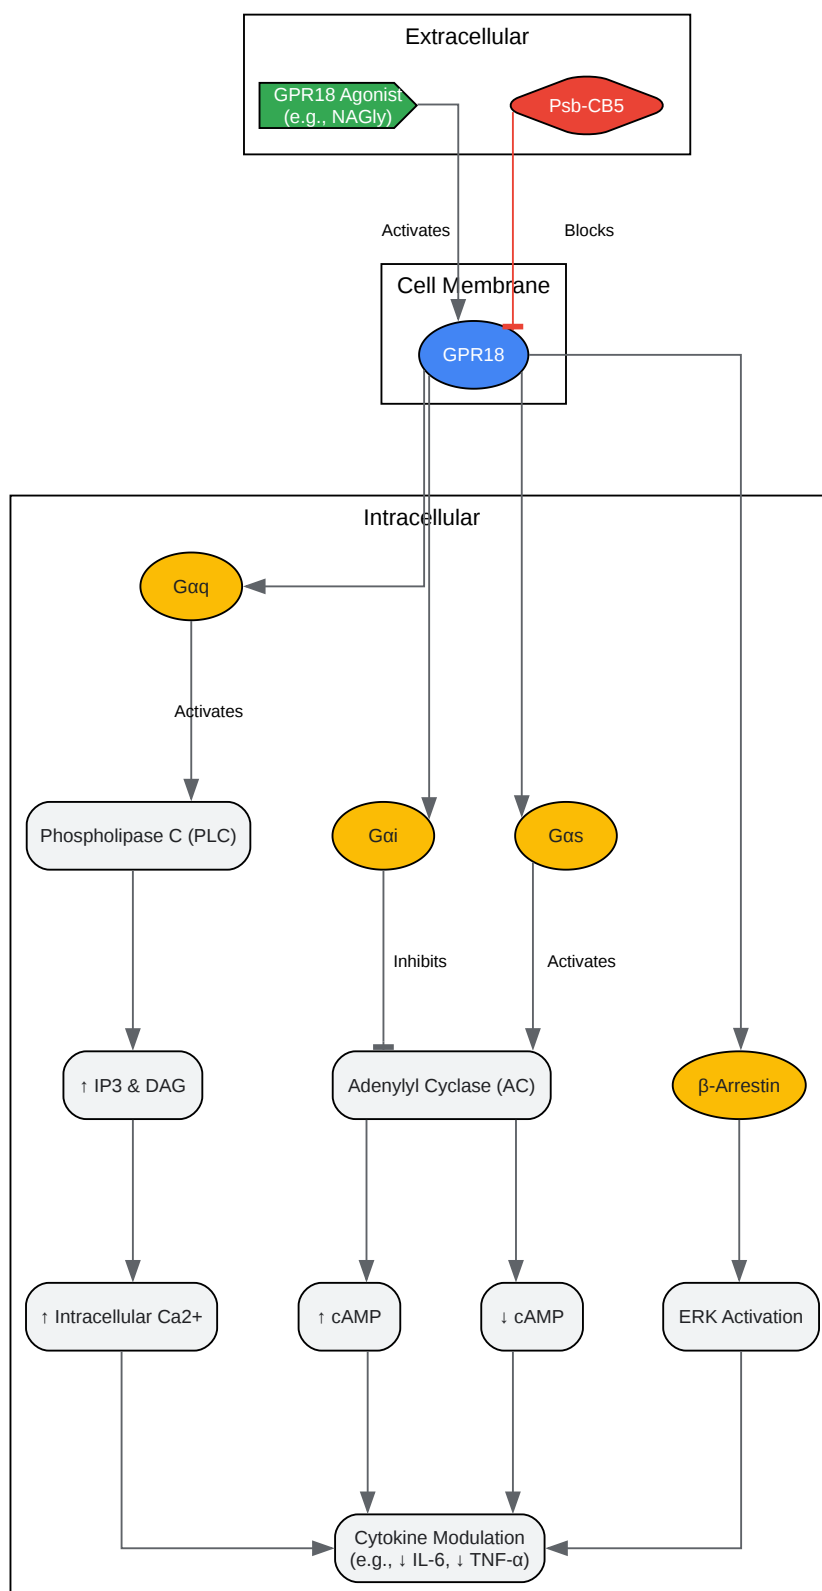 Extracellular
GPR18 Agonist
(e.g., NAGly)
Psb-CB5
Activates
Blocks
Cell Membrane
GPR18
Intracellular
Gαq
Activates
Phospholipase C (PLC)
Gαi
Gαs
Inhibits
Activates
↑ IP3 & DAG
Adenylyl Cyclase (AC)
β-Arrestin
↑ Intracellular Ca2+
↑ cAMP
↓ cAMP
ERK Activation
Cytokine Modulation
(e.g., ↓ IL-6, ↓ TNF-α)